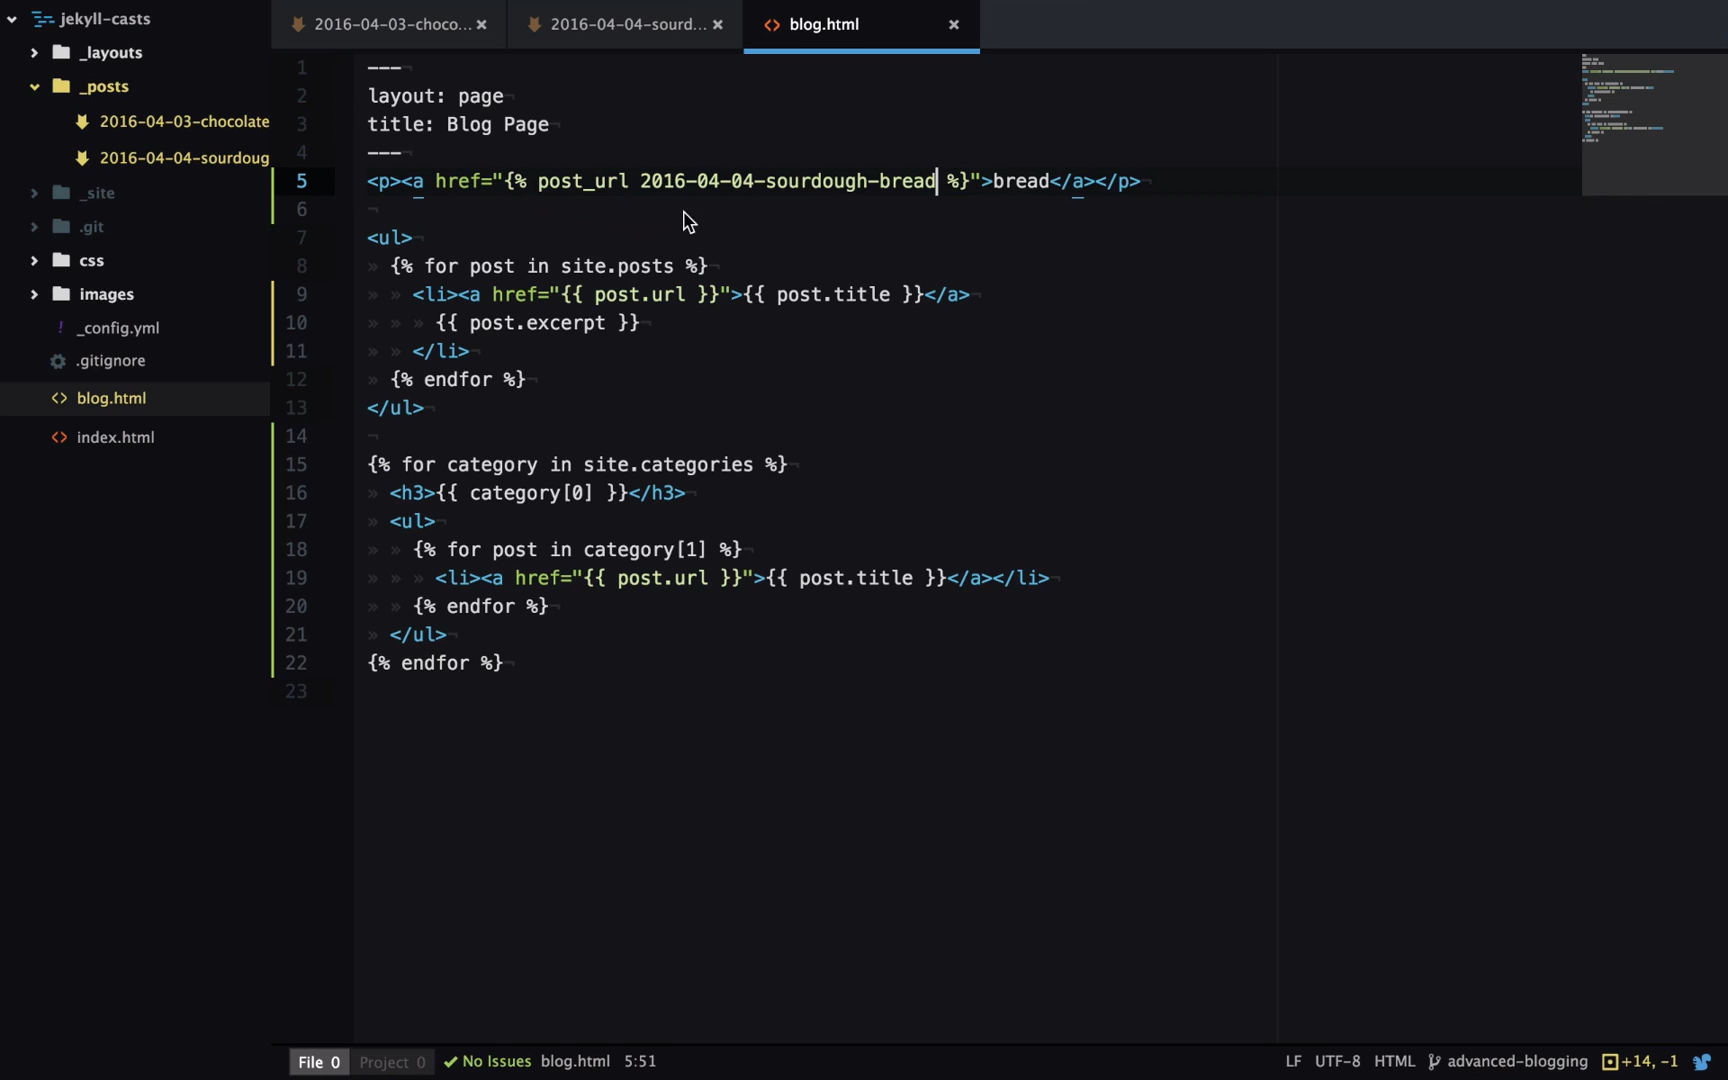 jekyll-casts
_layouts
_posts
2016-04-03-chocolate
2016-04-04-sourdoug
_site
.git
css
images
! _config.yml
.gitignore
<> blog.html
<> index.html
2016-04-03-choco... ×
2016-04-04-sourd... ×
<> blog.html ×
1 ---¬
2 layout: page¬
3 title: Blog Page¬
4 ---¬
5 <p><a href="{% post_url 2016-04-04-sourdough-bread %}">bread</a></p>¬
6 ¬
7 <ul>¬
8 » {% for post in site.posts %}¬
9 » » <li><a href="{{ post.url }}">{{ post.title }}</a>¬
10 » » » {{ post.excerpt }}¬
11 » » </li>¬
12 » {% endfor %}¬
13 </ul>¬
14 ¬
15 {% for category in site.categories %}¬
16 » <h3>{{ category[0] }}</h3>¬
17 » <ul>¬
18 » » {% for post in category[1] %}¬
19 » » » <li><a href="{{ post.url }}">{{ post.title }}</a></li>¬
20 » » {% endfor %}¬
21 » </ul>¬
22 {% endfor %}¬
23
File 0 Project 0 No Issues blog.html 5:51 LF UTF-8 HTML advanced-blogging +14, -1